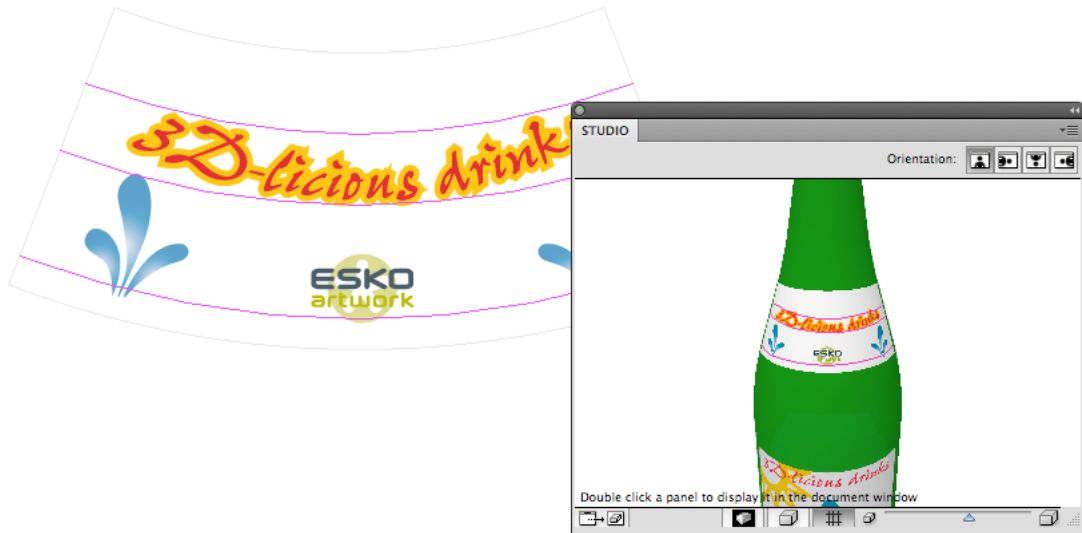 3D-licious drinks
ESKO
artwork
STUDIO
Orientation:
3D-licious drinks
ESKO
3D-licious drinks
Double click a panel to display it in the document window